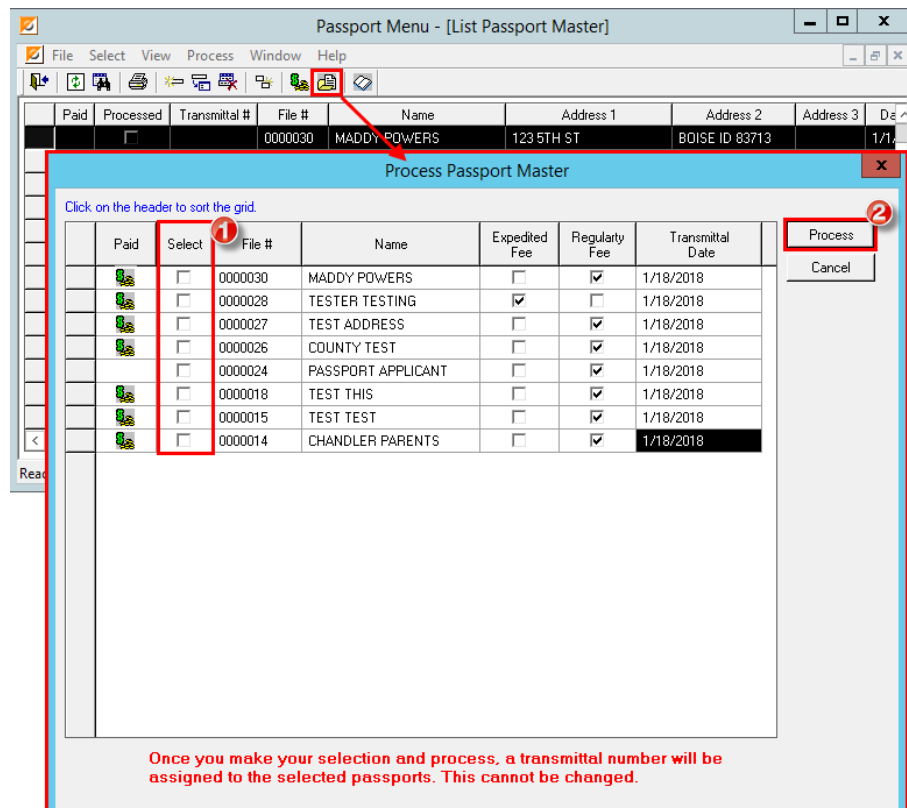 Passport Menu - [List Passport Master]
File Select View Process Window Help
Paid Processed Transmittal # File # Name Address 1 Address 2 Address 3
0000030 MADDY POWERS 123 5TH ST BOISE ID 83713 1/1/
Process Passport Master
Click on the header to sort the grid.
1
2
Paid Select File # Name Expedited Fee Regularly Fee Transmittal Date
Process
Cancel
0000030 MADDY POWERS 1/18/2018
0000028 TESTER TESTING 1/18/2018
0000027 TEST ADDRESS 1/18/2018
0000026 COUNTY TEST 1/18/2018
0000024 PASSPORT APPLICANT 1/18/2018
0000018 TEST THIS 1/18/2018
0000015 TEST TEST 1/18/2018
0000014 CHANDLER PARENTS 1/18/2018
Once you make your selection and process, a transmittal number will be
assigned to the selected passports. This cannot be changed.